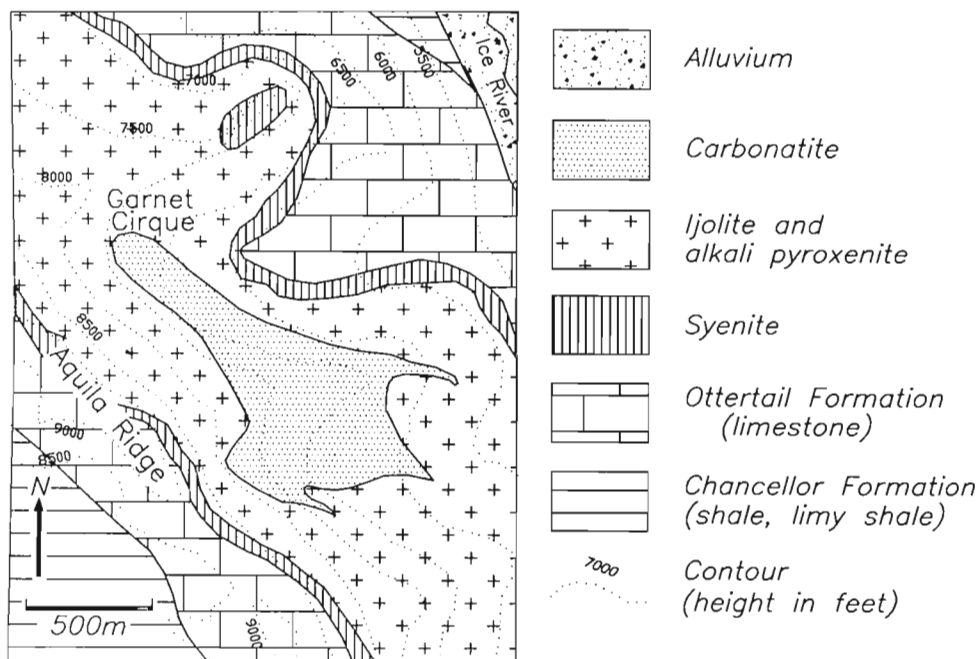 7000
6500
6000
5500
Ice River
7500
8000
Garnet
Cirque
8500
Aquila Ridge
9000
8500
N
500m
9000
Alluvium
Carbonatite
Ijolite and
alkali pyroxenite
Syenite
Ottertail Formation
(limestone)
Chancellor Formation
(shale, limy shale)
7000
Contour
(height in feet)